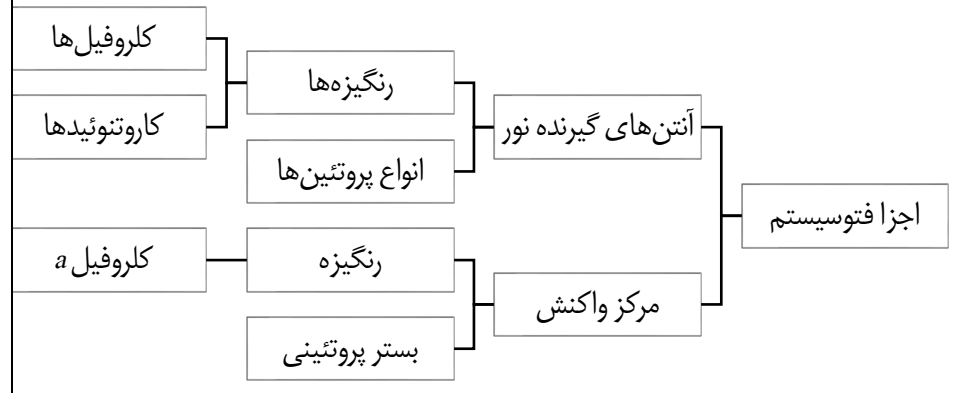 اجزا فتوسیستم
آنتن‌های گیرنده نور
رنگیزه‌ها
کلروفیل‌ها
کاروتنوئیدها
انواع پروتئین‌ها
مرکز واکنش
رنگیزه
کلروفیل a
بستر پروتئینی